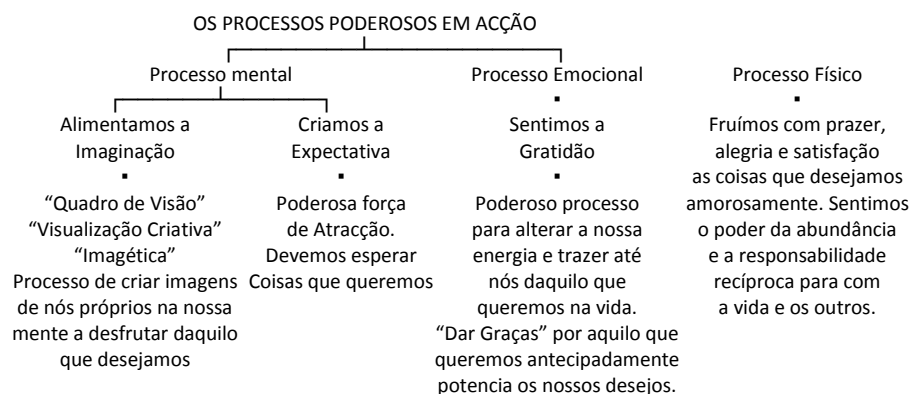 OS PROCESSOS PODEROSOS EM ACÇÃO
Processo mental
Alimentamos a
Imaginação
“Quadro de Visão”
“Visualização Criativa”
“Imagética”
Processo de criar imagens
de nós próprios na nossa
mente a desfrutar daquilo
que desejamos
Criamos a
Expectativa
Poderosa força
de Atracção.
Devemos esperar
Coisas que queremos
Processo Emocional
Sentimos a
Gratidão
Poderoso processo
para alterar a nossa
energia e trazer até
nós daquilo que
queremos na vida.
“Dar Graças” por aquilo que
queremos antecipadamente
potencia os nossos desejos.
Processo Físico
Fruímos com prazer,
alegria e satisfação
as coisas que desejamos
amorosamente. Sentimos
o poder da abundância
e a responsabilidade
recíproca para com
a vida e os outros.